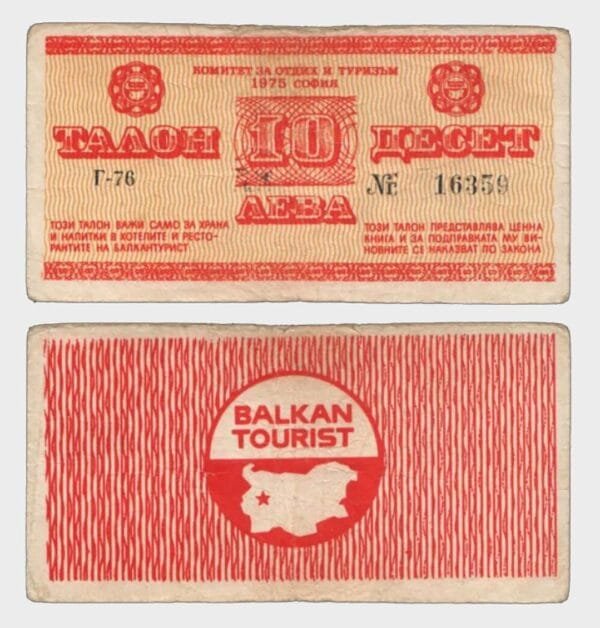 КОМИТЕТ ЗА ОТДИХ И ТУРИЗЪМ
1975 СОФИЯ
ТАЛОН 10 ДЕСЕТ
Г-76
№ 16359
ЛЕВА
ТОЗИ ТАЛОН ВАЖИ САМО ЗА ХРАНА
И НАПИТКИ В ХОТЕЛИТЕ И РЕСТО-
РАНТИТЕ НА БАЛКАНТУРИСТ
ТОЗИ ТАЛОН ПРЕДСТАВЛЯВА ЦЕННА
КНИГА И ЗА ПОДПРАВКАТА МУ ВИ-
НОВНИТЕ СЕ НАКАЗВАТ ПО ЗАКОНА
BALKAN
TOURIST